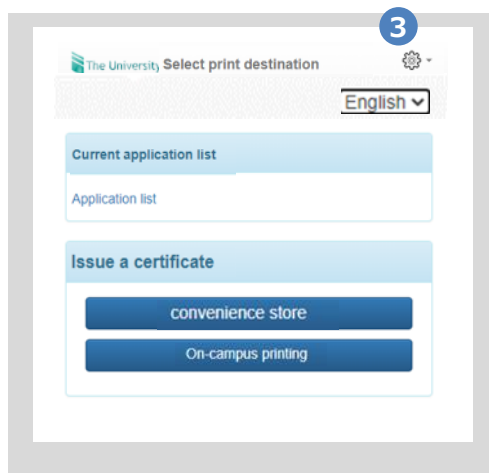 3
The University Select print destination
English
Current application list
Application list
Issue a certificate
convenience store
On-campus printing